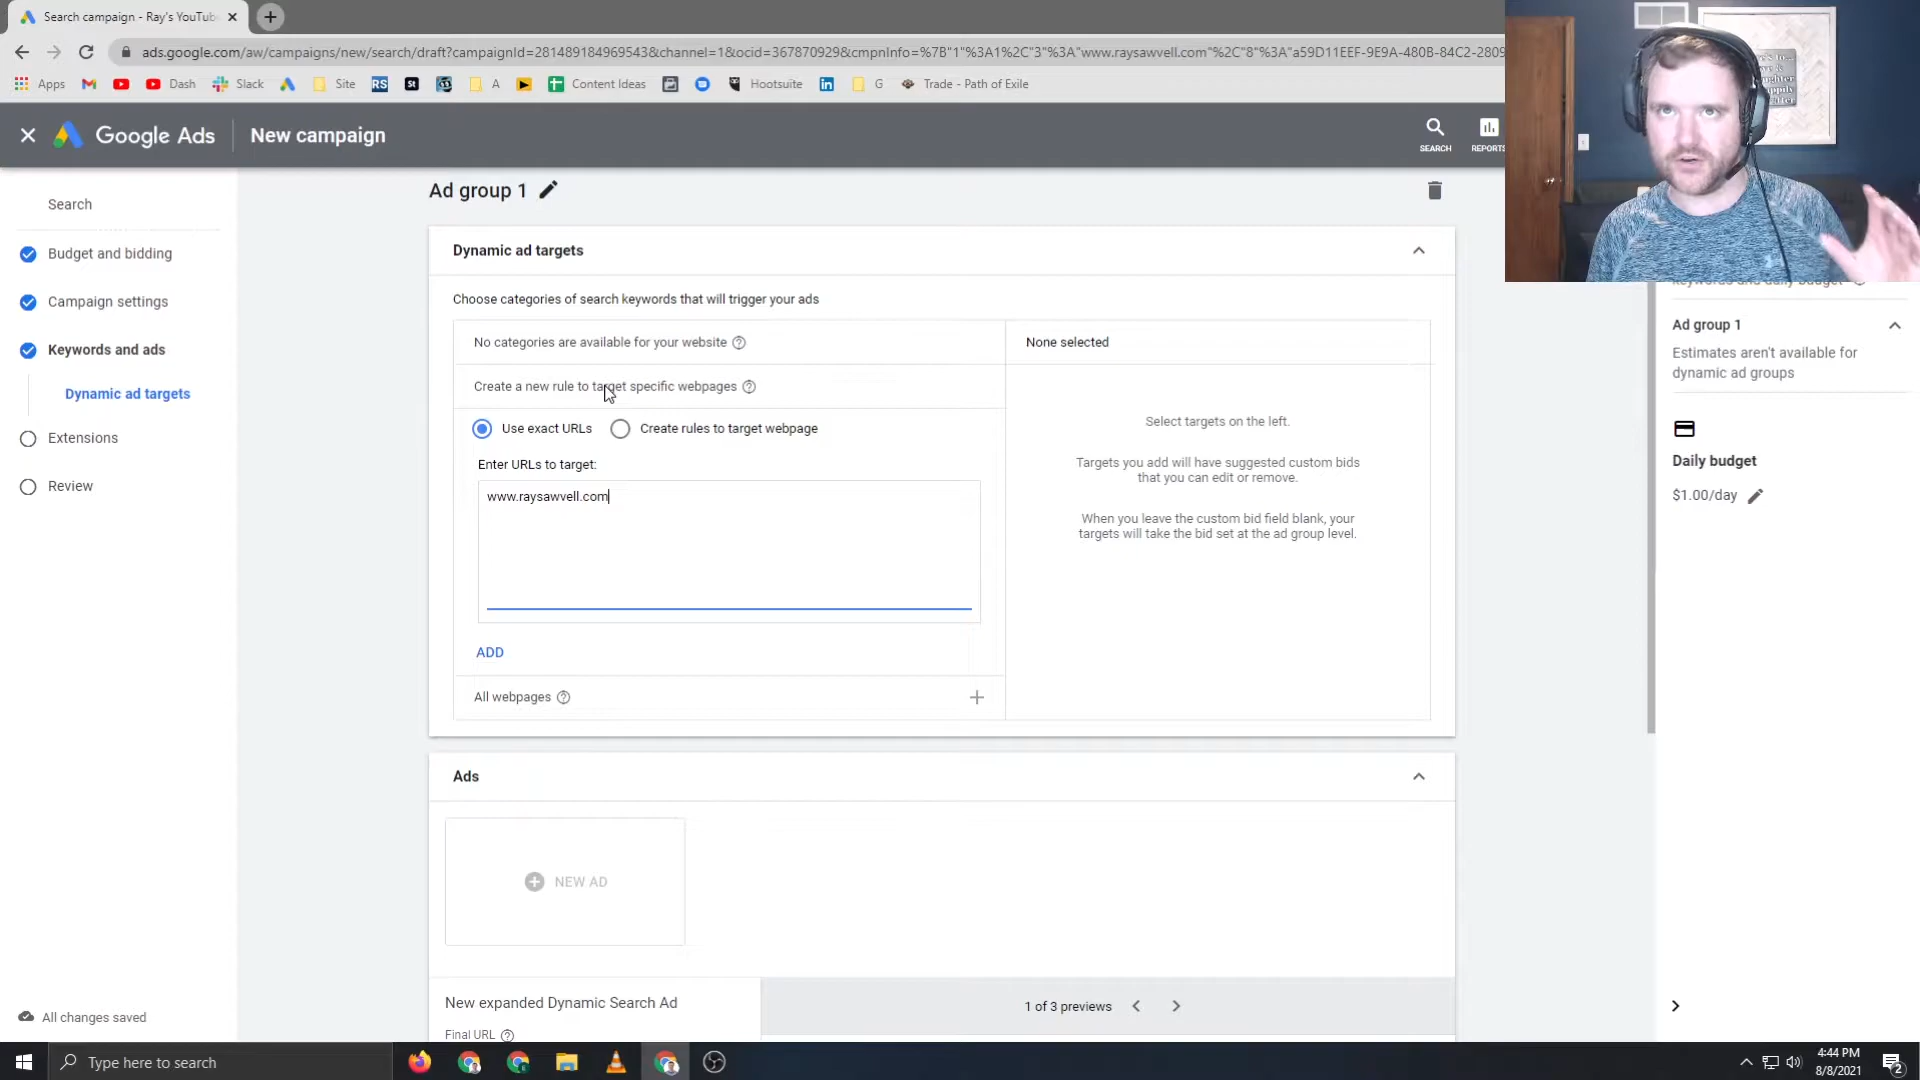 Search campaign - Ray's YouTub
ads.google.com/aw/campaigns/new/search/draft?campaignId=281489184969543&channel=1&ocid=367870929&cmpnInfo=%7B"1"%3A1%2C"3"%3A"www.raysawvell.com"%2C"8"%3A"a59D11EEF-9E9A-480B-84C2-2809
Apps Dash Slack Site RS St A Content Ideas Hootsuite G Trade - Path of Exile
Google Ads New campaign
SEARCH REPORTS
Search
Budget and bidding
Campaign settings
Keywords and ads
Dynamic ad targets
Extensions
Review
All changes saved
Ad group 1
Dynamic ad targets
Choose categories of search keywords that will trigger your ads
No categories are available for your website
None selected
Create a new rule to target specific webpages
Use exact URLs Create rules to target webpage
Enter URLs to target:
www.raysawvell.com
ADD
All webpages
Select targets on the left.
Targets you add will have suggested custom bids
that you can edit or remove.
When you leave the custom bid field blank, your
targets will take the bid set at the ad group level.
Ads
NEW AD
New expanded Dynamic Search Ad
Final URL
1 of 3 previews
keywords and daily budget
Ad group 1
Estimates aren't available for
dynamic ad groups
Daily budget
$1.00/day
Type here to search
4:44 PM
8/8/2021
2